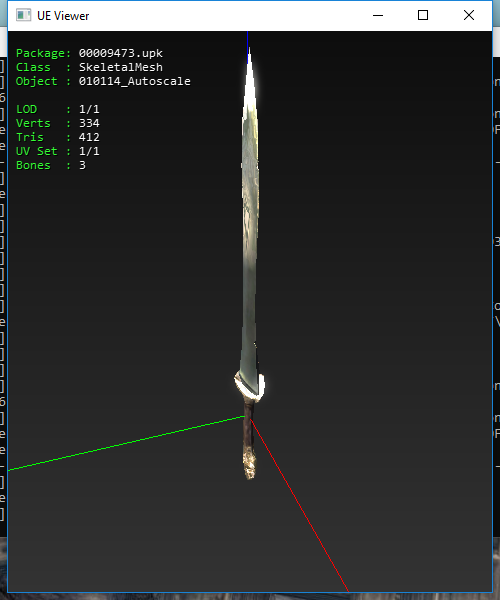 UE Viewer
Package: 00009473.upk
Class : SkeletalMesh
Object : 010114_Autoscale
LOD : 1/1
Verts : 334
Tris : 412
UV Set : 1/1
Bones : 3